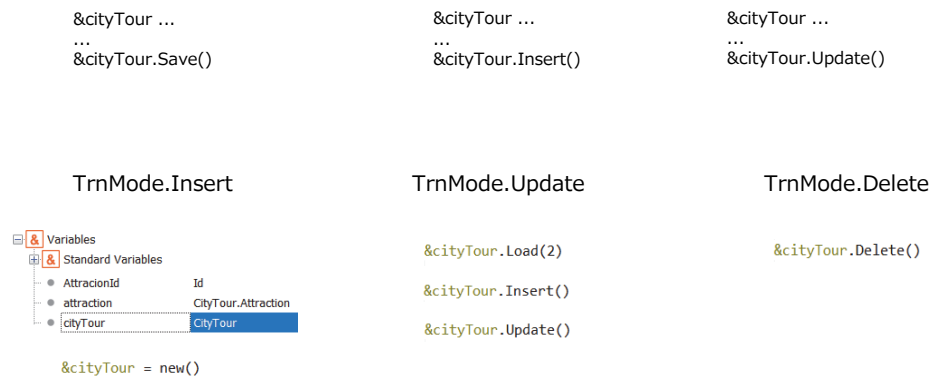 &cityTour ...
...
&cityTour.Save()
&cityTour ...
...
&cityTour.Insert()
&cityTour ...
...
&cityTour.Update()
TrnMode.Insert
& Variables
& Standard Variables
AttracionId Id
attraction CityTour.Attraction
cityTour CityTour
&cityTour = new()
TrnMode.Update
&cityTour.Load(2)
&cityTour.Insert()
&cityTour.Update()
TrnMode.Delete
&cityTour.Delete()